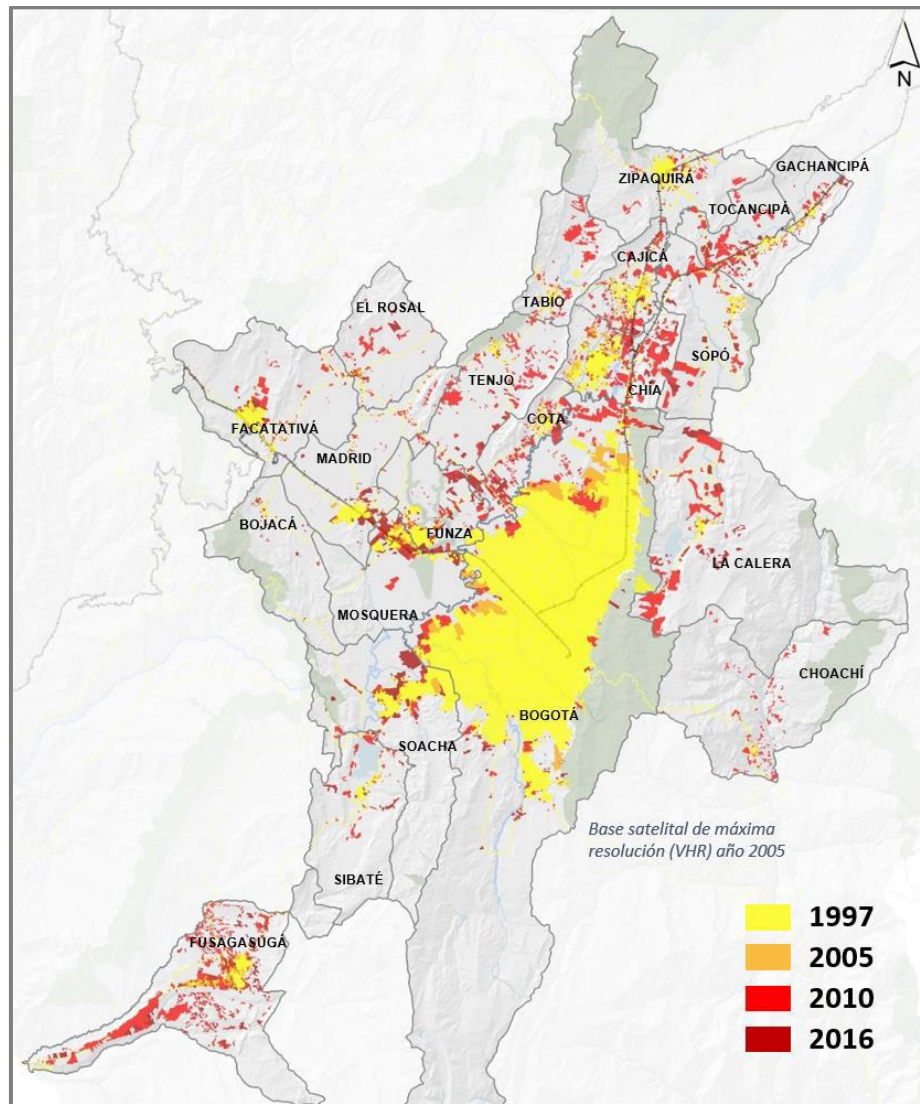 N
ZIPAQUIRÁ
GACHANCIPÁ
TOCANCIPÁ
CAJICÁ
TABIO
EL ROSAL
SOPÓ
TENJO
CHIA
COTA
FACATATIVÁ
MADRID
BOJACÁ
FUNZA
LA CALERA
MOSQUERA
CHOACHÍ
BOGOTÁ
SOACHA
Base satelital de máxima
resolución (VHR) año 2005
SIBATÉ
FUSAGASUGÁ
1997
2005
2010
2016